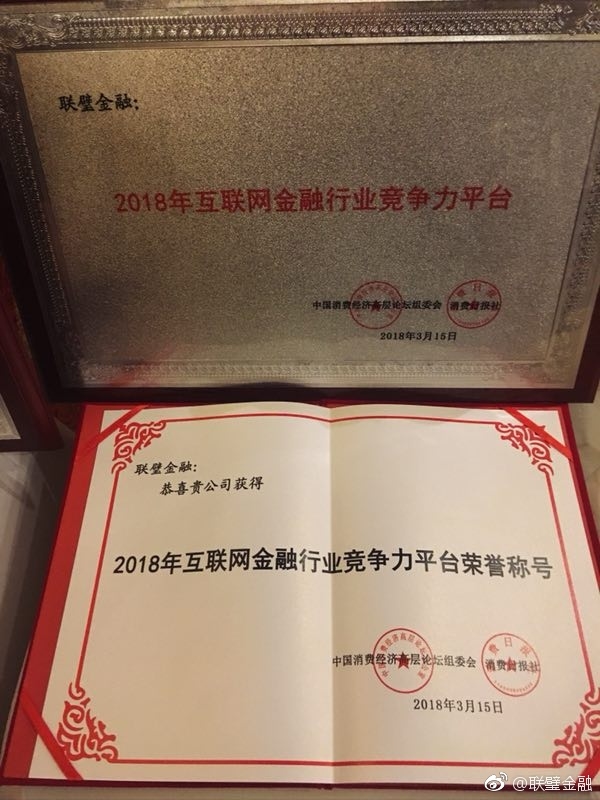 联璧金融：
2018年互联网金融行业竞争力平台
中国消费经济高层论坛组委会 消费日报社
2018年3月15日
联璧金融：
恭喜贵公司获得
2018年互联网金融行业竞争力平台荣誉称号
中国消费经济高层论坛组委会 消费日报社
2018年3月15日
@联璧金融